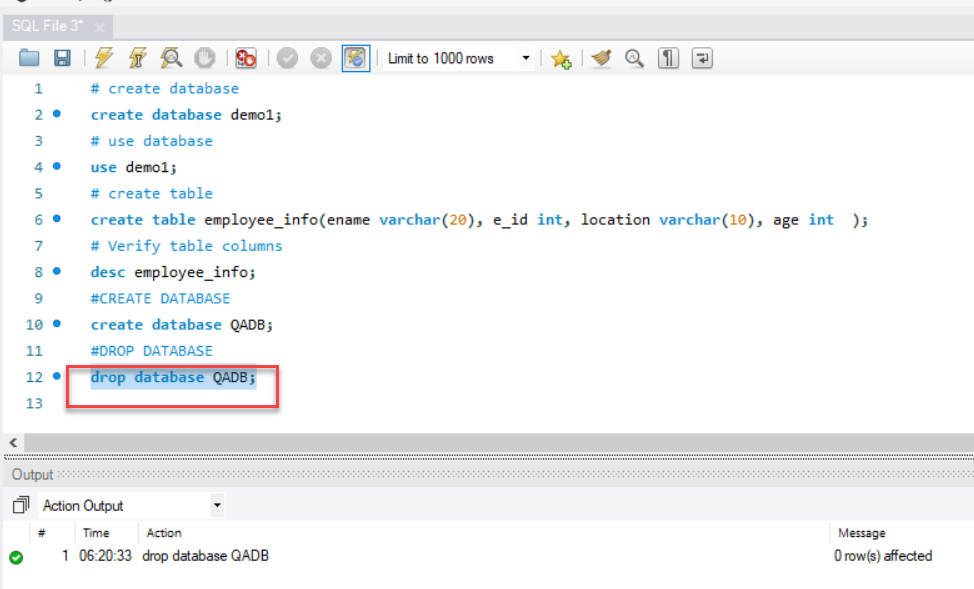 SQL File 3*
Limit to 1000 rows
1 # create database
2 create database demo1;
3 # use database
4 use demo1;
5 # create table
6 create table employee_info(ename varchar(20), e_id int, location varchar(10), age int  );
7 # Verify table columns
8 desc employee_info;
9 #CREATE DATABASE
10 create database QADB;
11 #DROP DATABASE
12 drop database QADB;
13
Output
Action Output
# Time Action Message
1 06:20:33 drop database QADB 0 row(s) affected